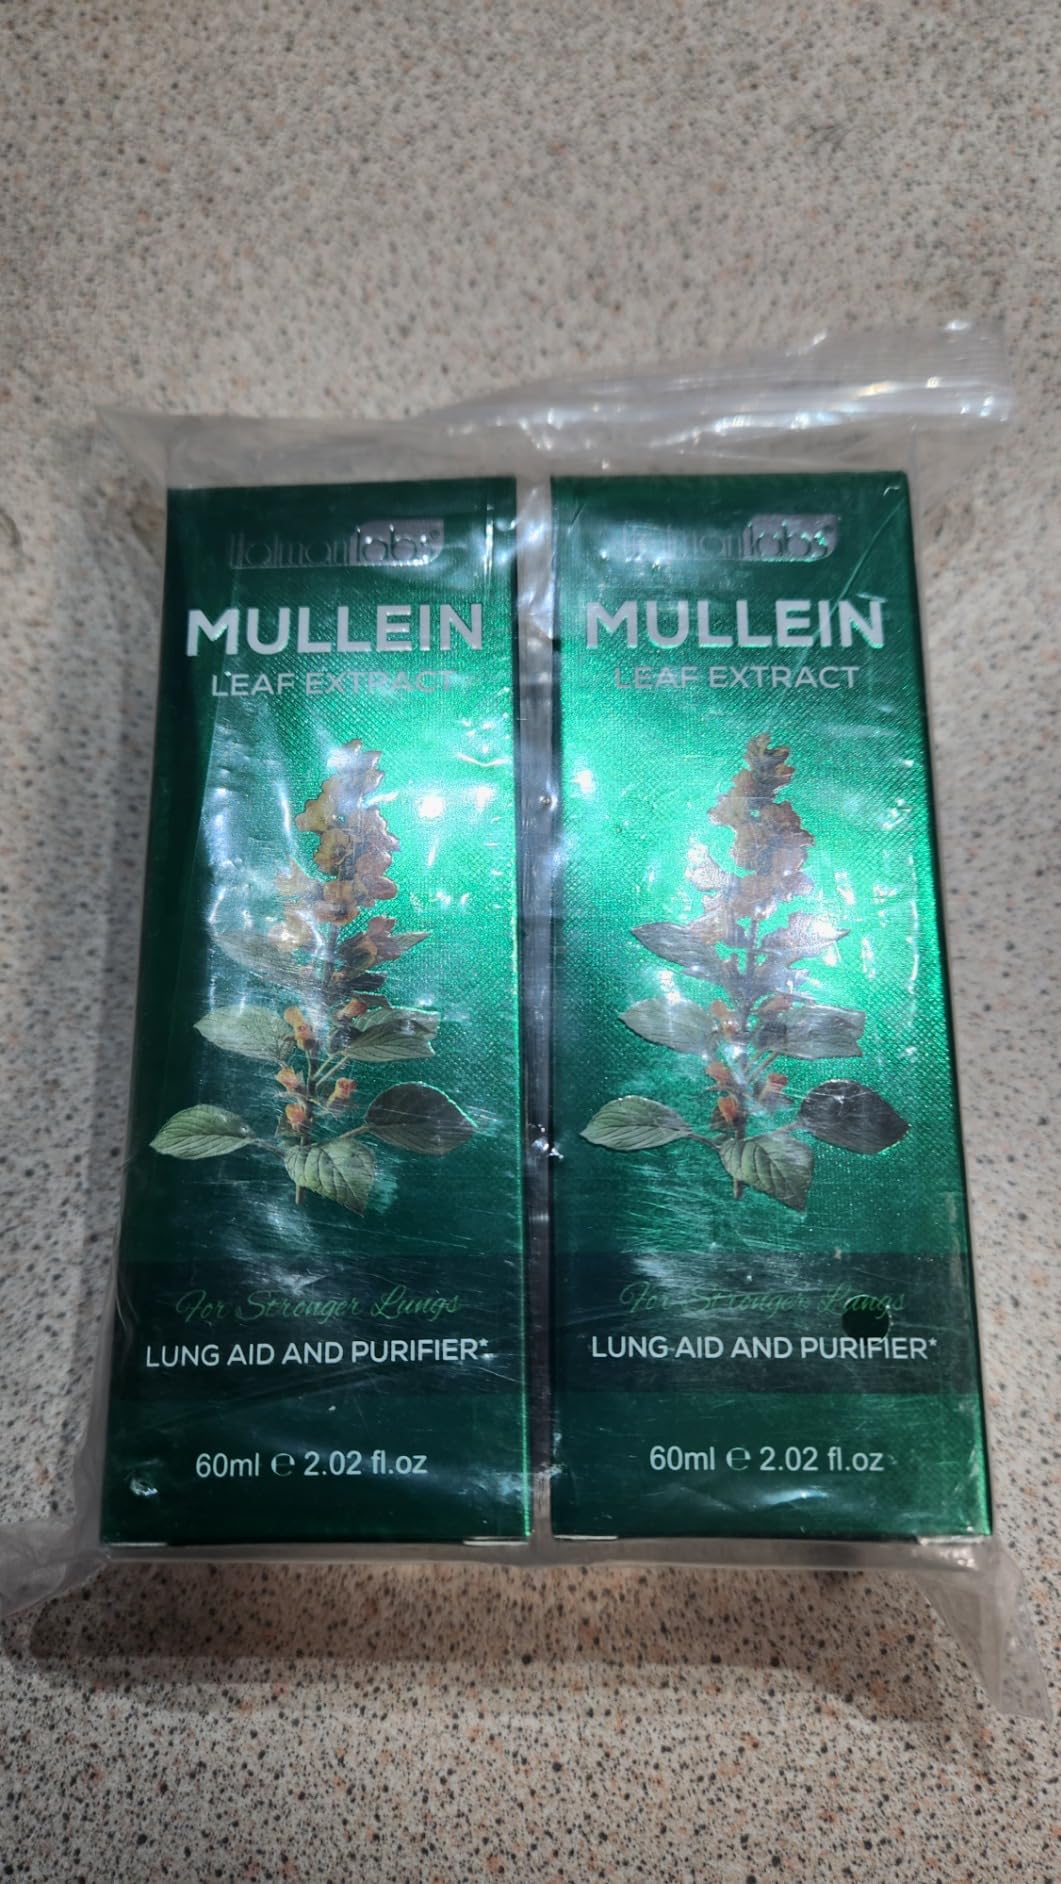 MULLEIN
LEAF EXTRACT
For Stronger Lungs
LUNG AID AND PURIFIER*
60ml ℮ 2.02 fl.oz
labs
MULLEIN
LEAF EXTRACT
For Stronger Lungs
LUNG AID AND PURIFIER*
60ml ℮ 2.02 fl.oz